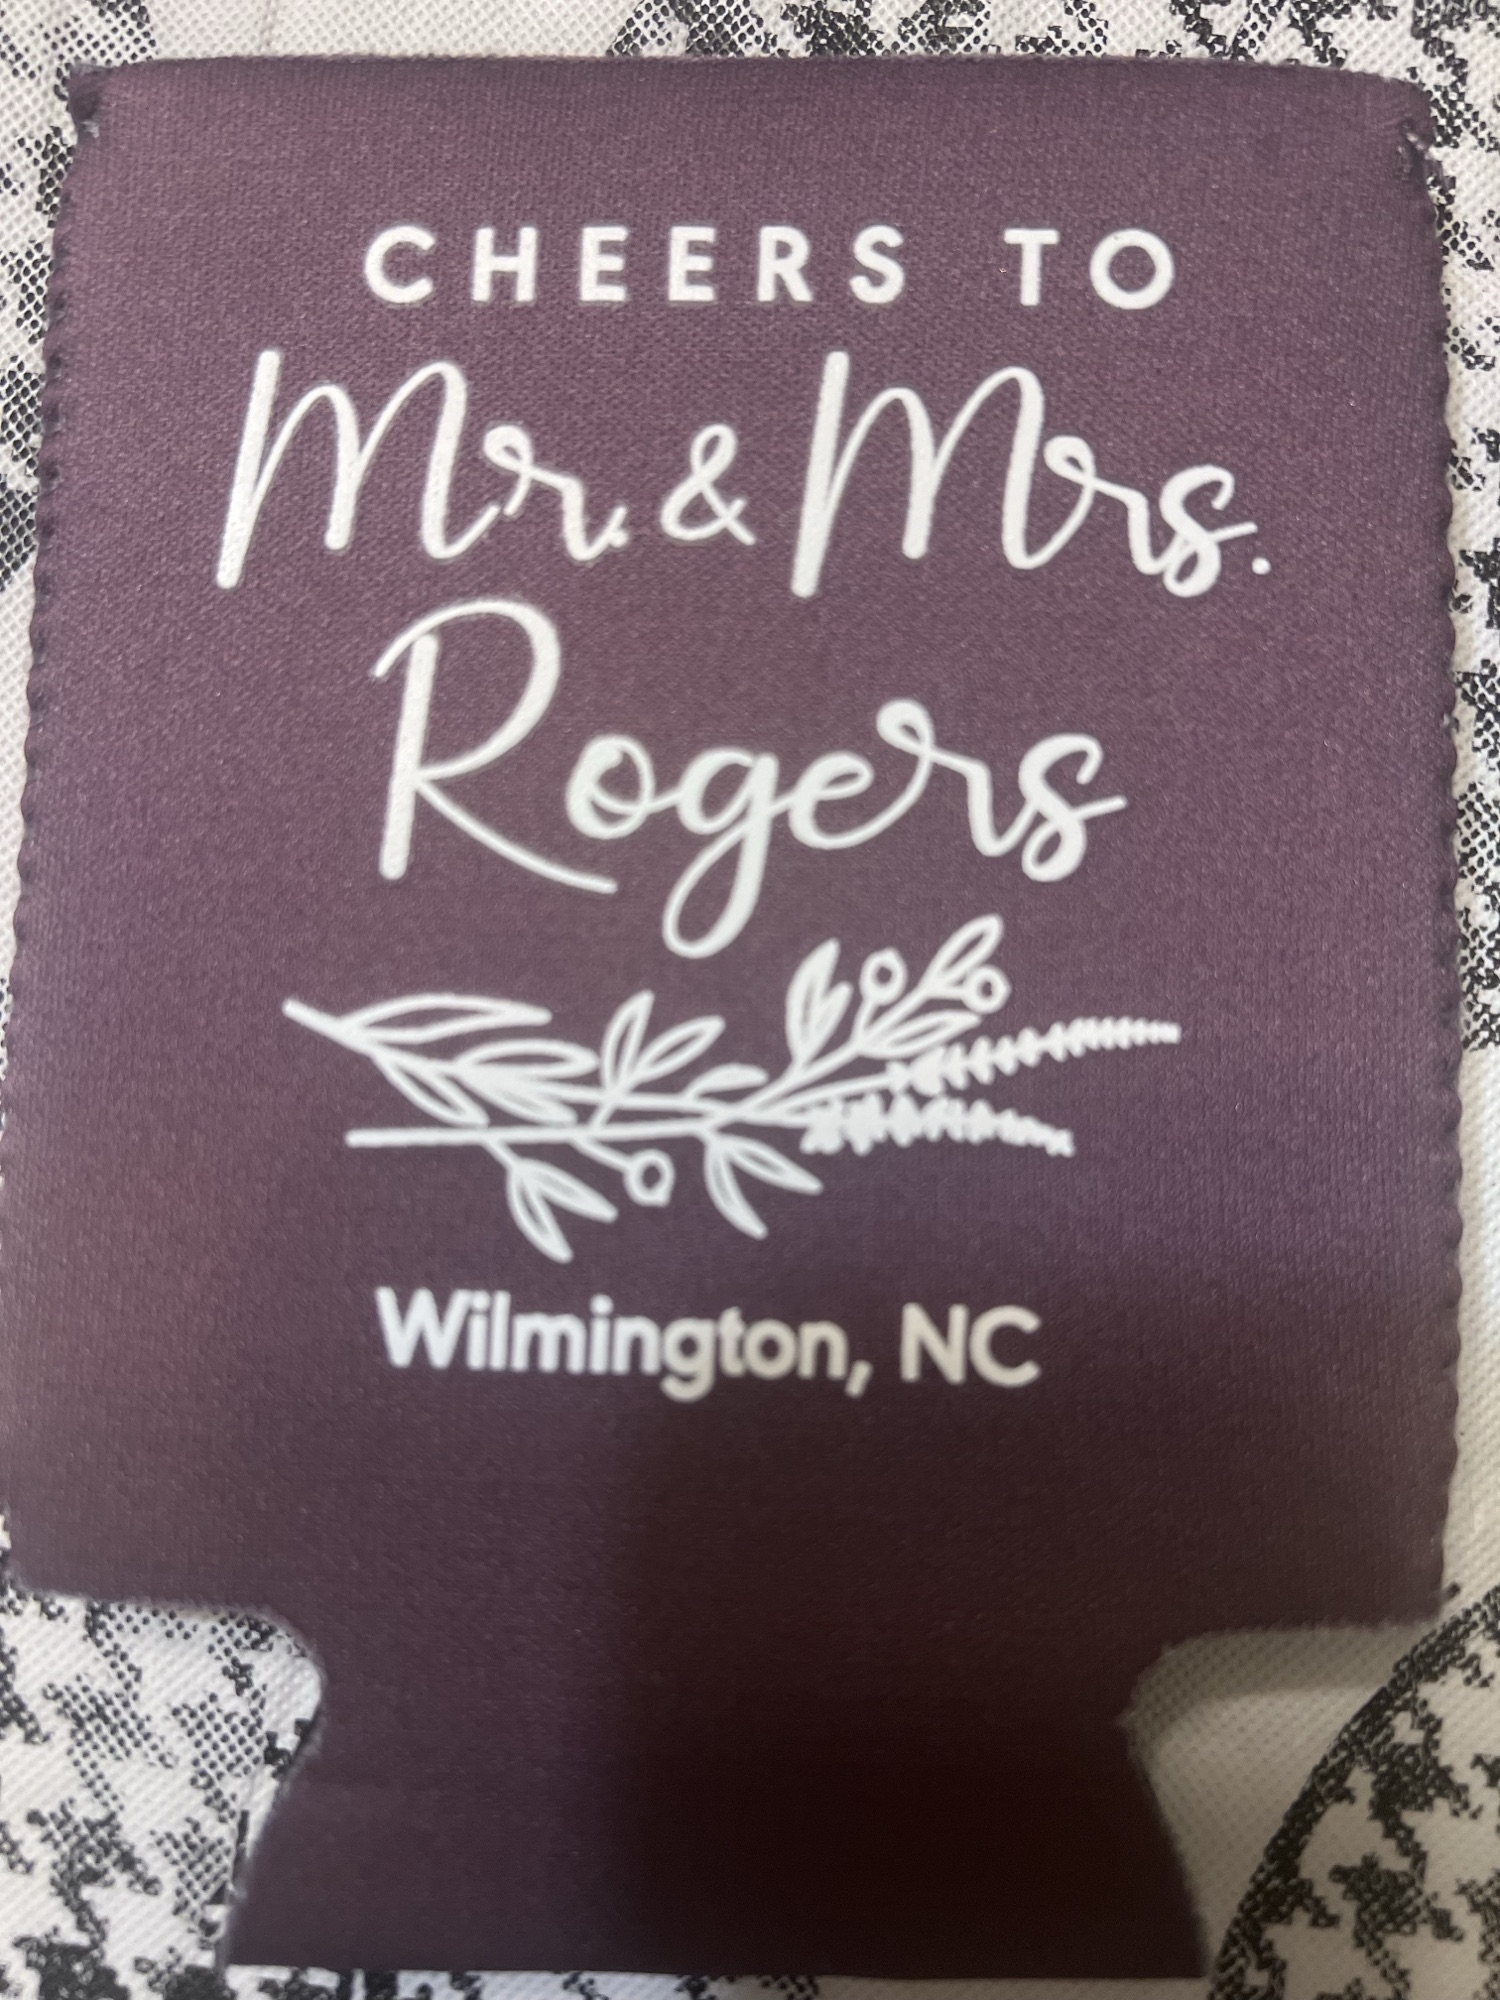 CHEERS TO
Mr. & Mrs.
Rogers
Wilmington, NC